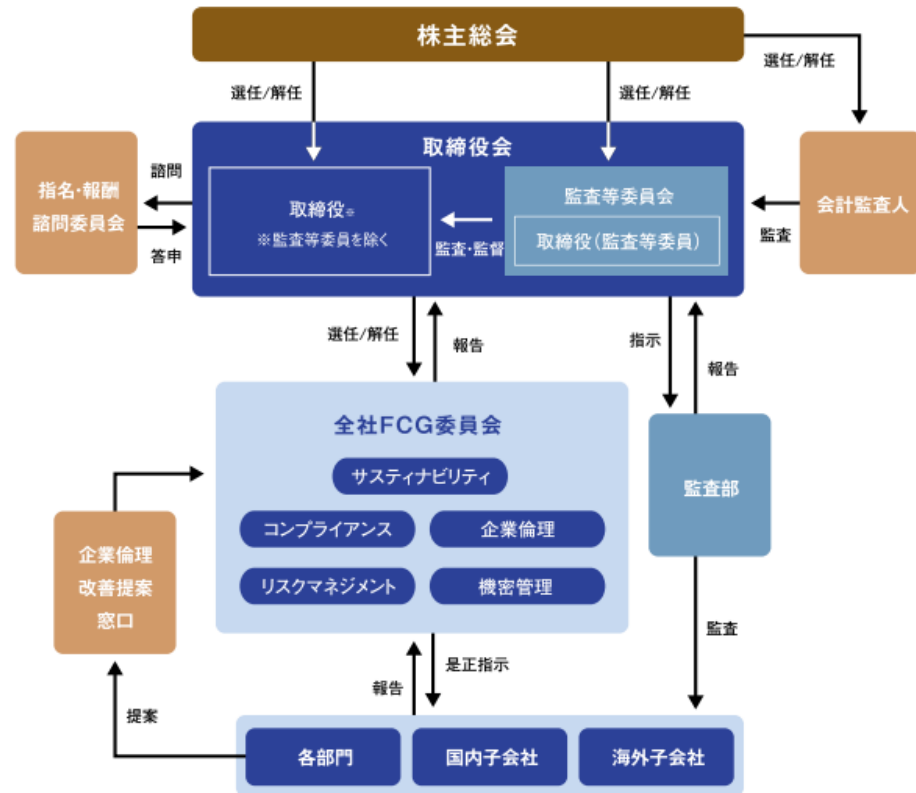 株主総会
選任/解任
選任/解任
選任/解任
取締役会
指名・報酬
諮問委員会
諮問
答申
取締役※
※監査等委員を除く
監査・監督
監査等委員会
取締役(監査等委員)
会計監査人
監査
選任/解任
報告
指示
報告
全社FCG委員会
サスティナビリティ
コンプライアンス
企業倫理
リスクマネジメント
機密管理
監査部
企業倫理
改善提案
窓口
監査
報告
是正指示
提案
各部門
国内子会社
海外子会社